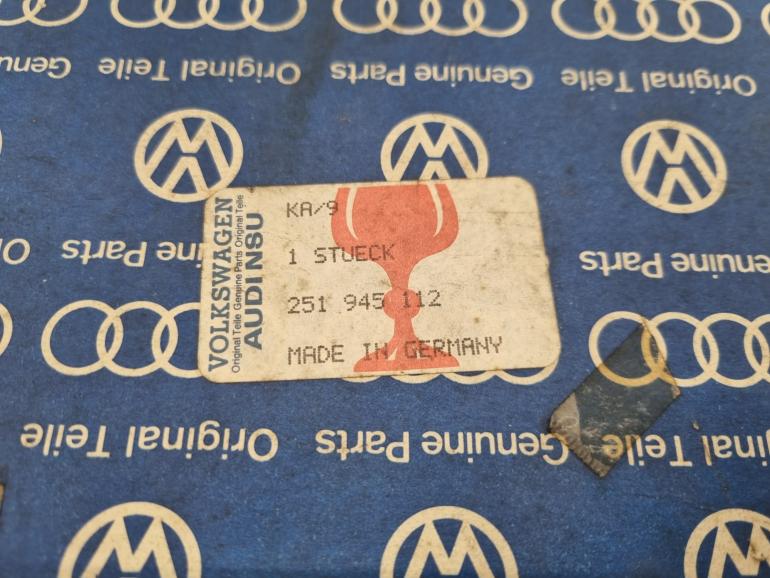 Genuine Original Teile Genuine Parts Original Teile
VOLKSWAGEN
Original Teile Genuine Parts Original Teile
AUDI NSU
KA/9
1 STUECK
251 945 112
MADE IN GERMANY
Genuine Parts
Genuine Parts
Original Teile Genuine Parts Original Teile